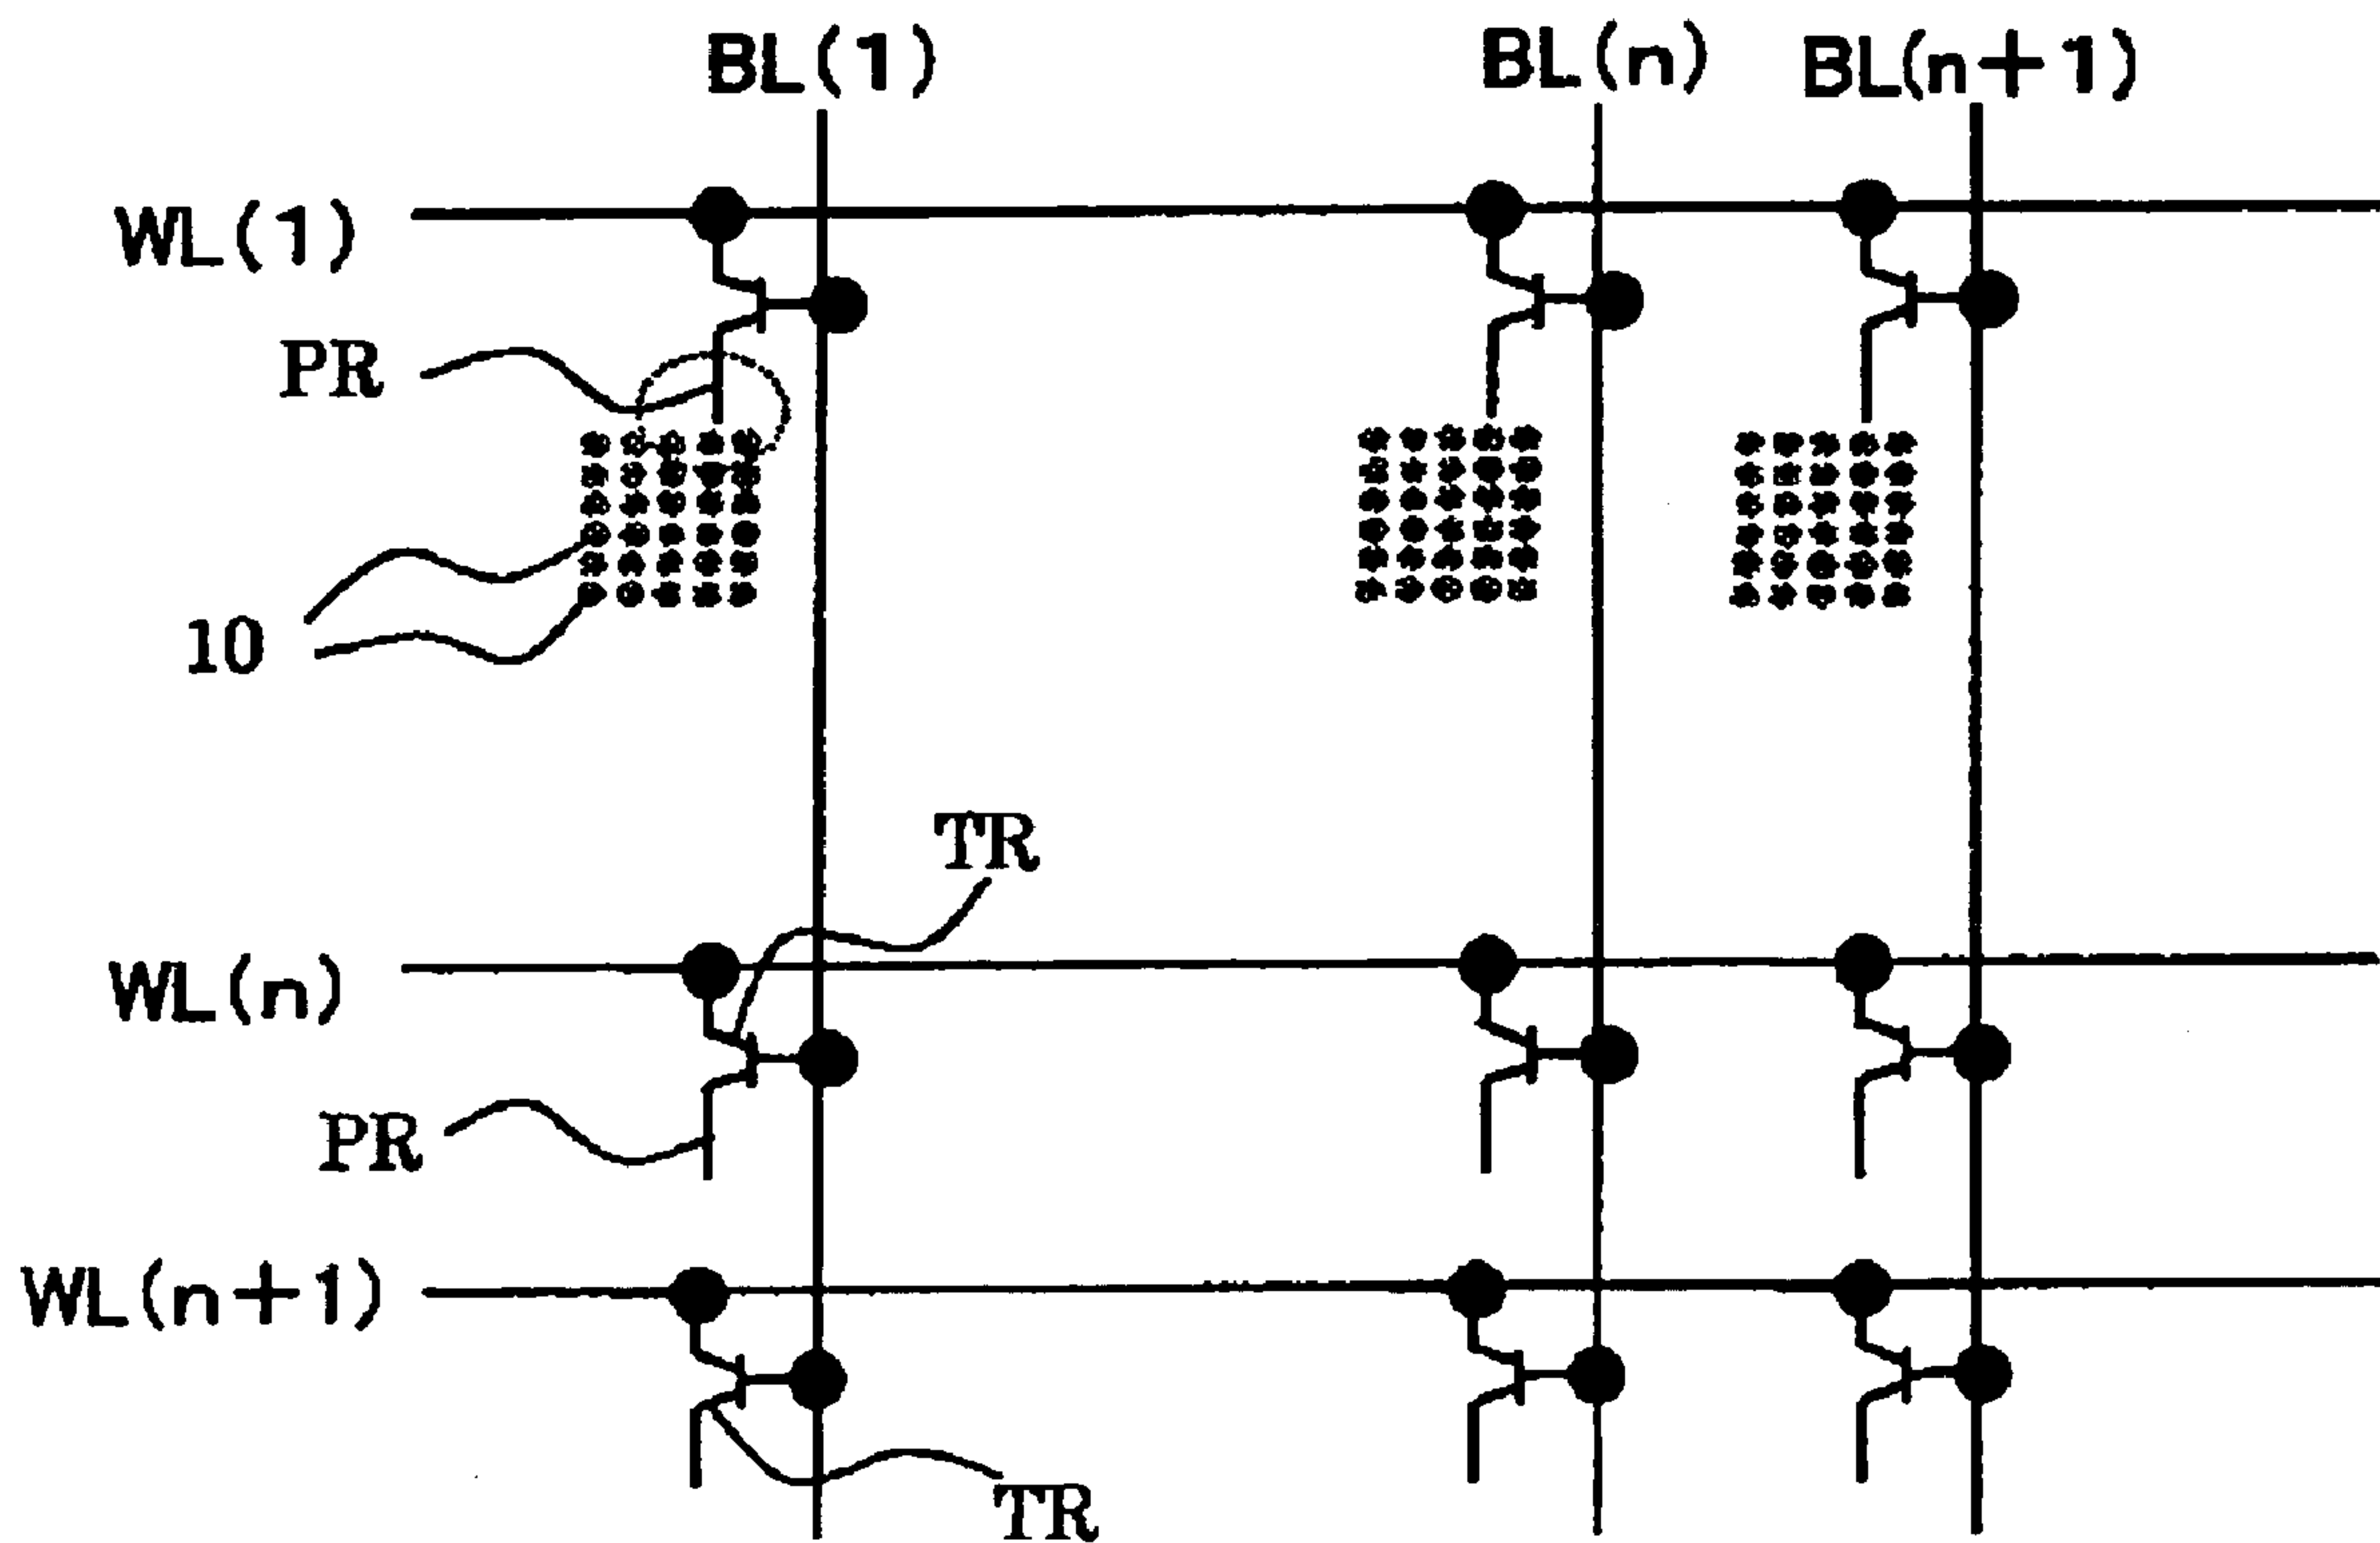 BL(1)
BL(n)
BL(n+1)
WL(1)
PR
10
TR
WL(n)
PR
WL(n+1)
TR